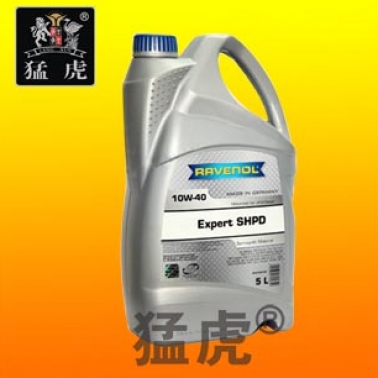 猛虎
RAVENOL
10W-40
MADE IN GERMANY
Expert SHPD
5 L
猛虎®